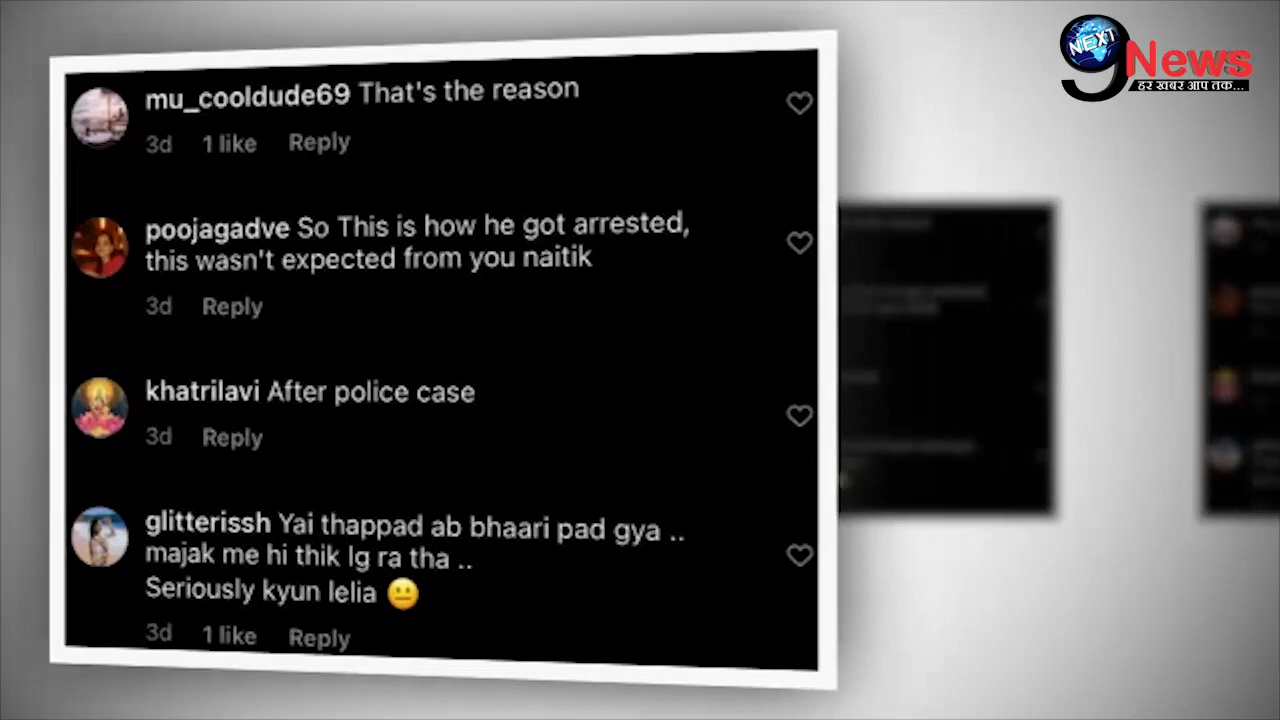 NEXT
9 News
हर खबर आप तक...
mu_cooldude69 That's the reason
3d 1 like Reply
poojagadve So This is how he got arrested,
this wasn't expected from you naitik
3d Reply
khatrilavi After police case
3d Reply
glitterissh Yai thappad ab bhaari pad gya ..
majak me hi thik lg ra tha ..
Seriously kyun lelia 😐
3d 1 like Reply